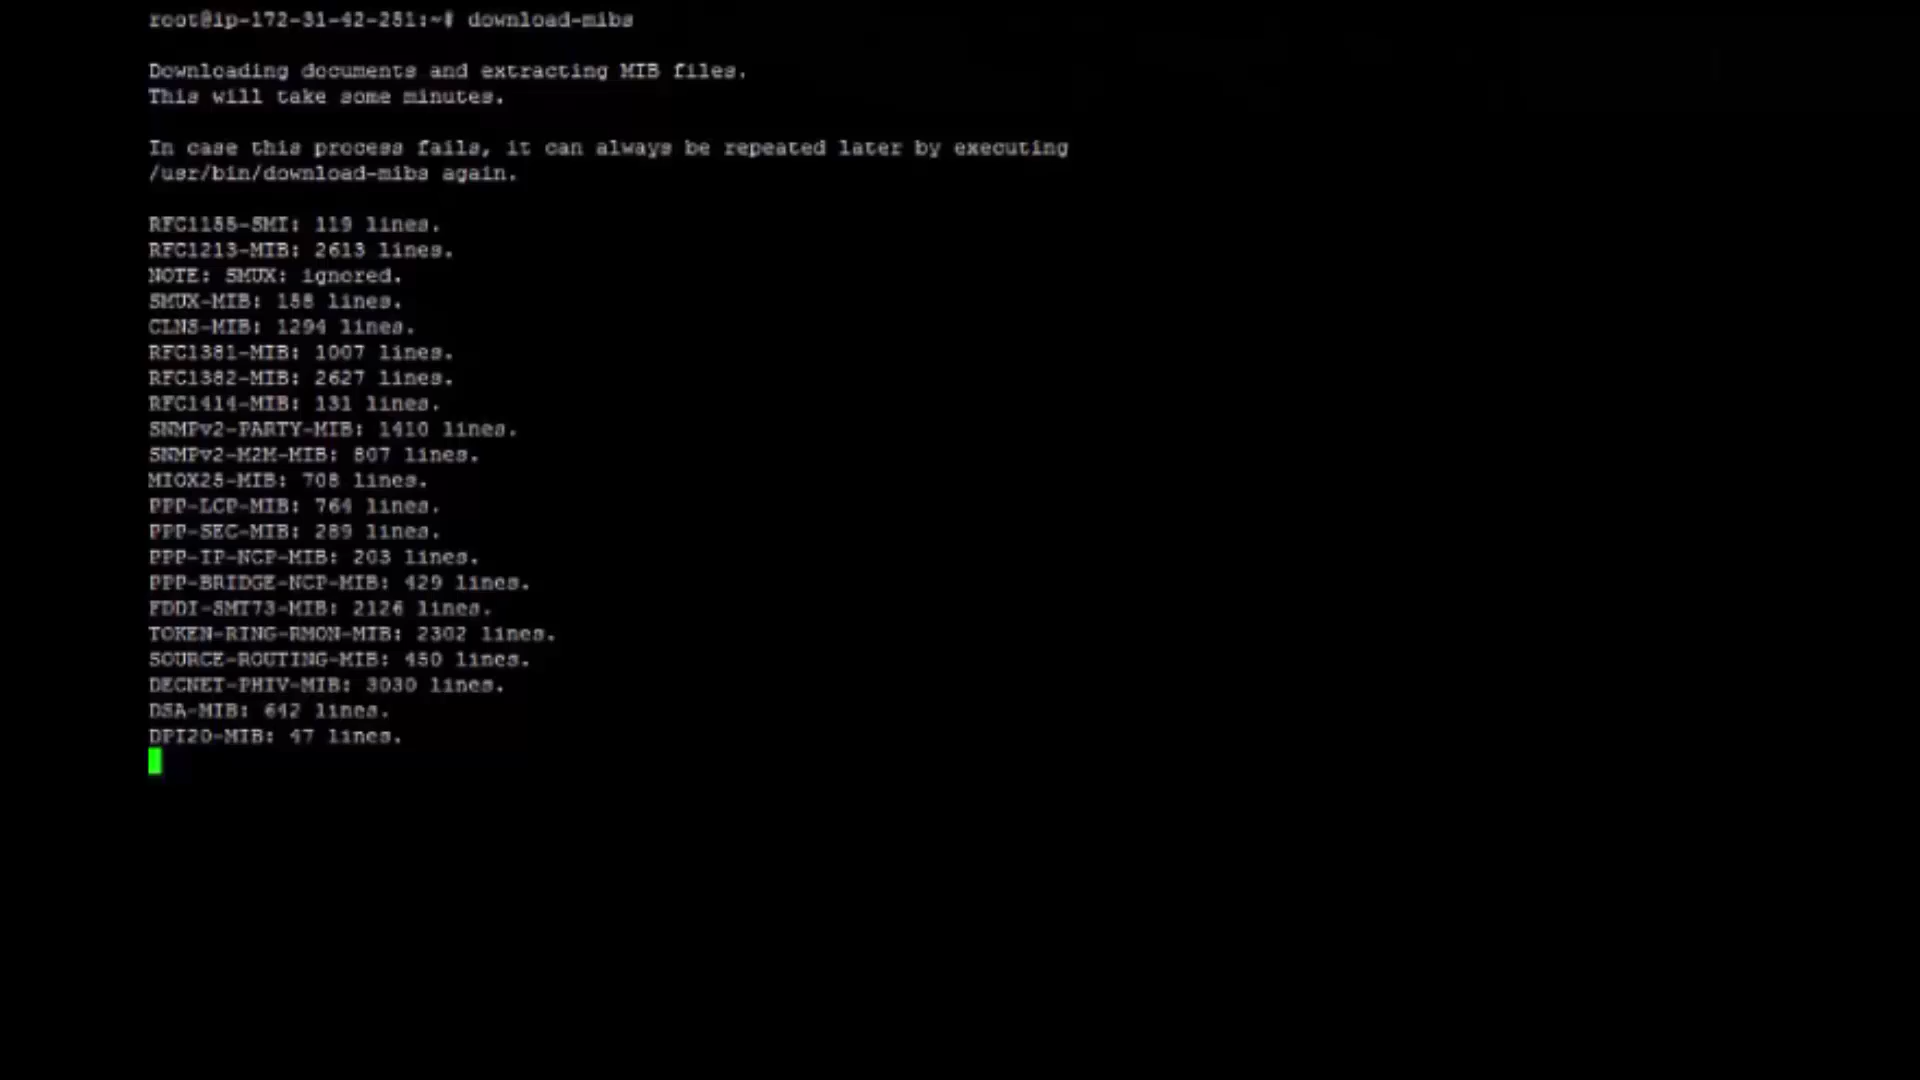 root@ip-172-31-42-251:~# download-mibs
Downloading documents and extracting MIB files.
This will take some minutes.
In case this process fails, it can always be repeated later by executing
/usr/bin/download-mibs again.
RFC1155-SMI: 119 lines.
RFC1213-MIB: 2613 lines.
NOTE: SMUX: ignored.
SMUX-MIB: 158 lines.
CLNS-MIB: 1294 lines.
RFC1381-MIB: 1007 lines.
RFC1382-MIB: 2627 lines.
RFC1414-MIB: 131 lines.
SNMPv2-PARTY-MIB: 1410 lines.
SNMPv2-M2M-MIB: 807 lines.
MIOX25-MIB: 708 lines.
PPP-LCP-MIB: 764 lines.
PPP-SEC-MIB: 289 lines.
PPP-IP-NCP-MIB: 203 lines.
PPP-BRIDGE-NCP-MIB: 429 lines.
FDDI-SMT73-MIB: 2126 lines.
TOKEN-RING-RMON-MIB: 2302 lines.
SOURCE-ROUTING-MIB: 450 lines.
DECNET-PHIV-MIB: 3030 lines.
DSA-MIB: 642 lines.
DPI20-MIB: 47 lines.